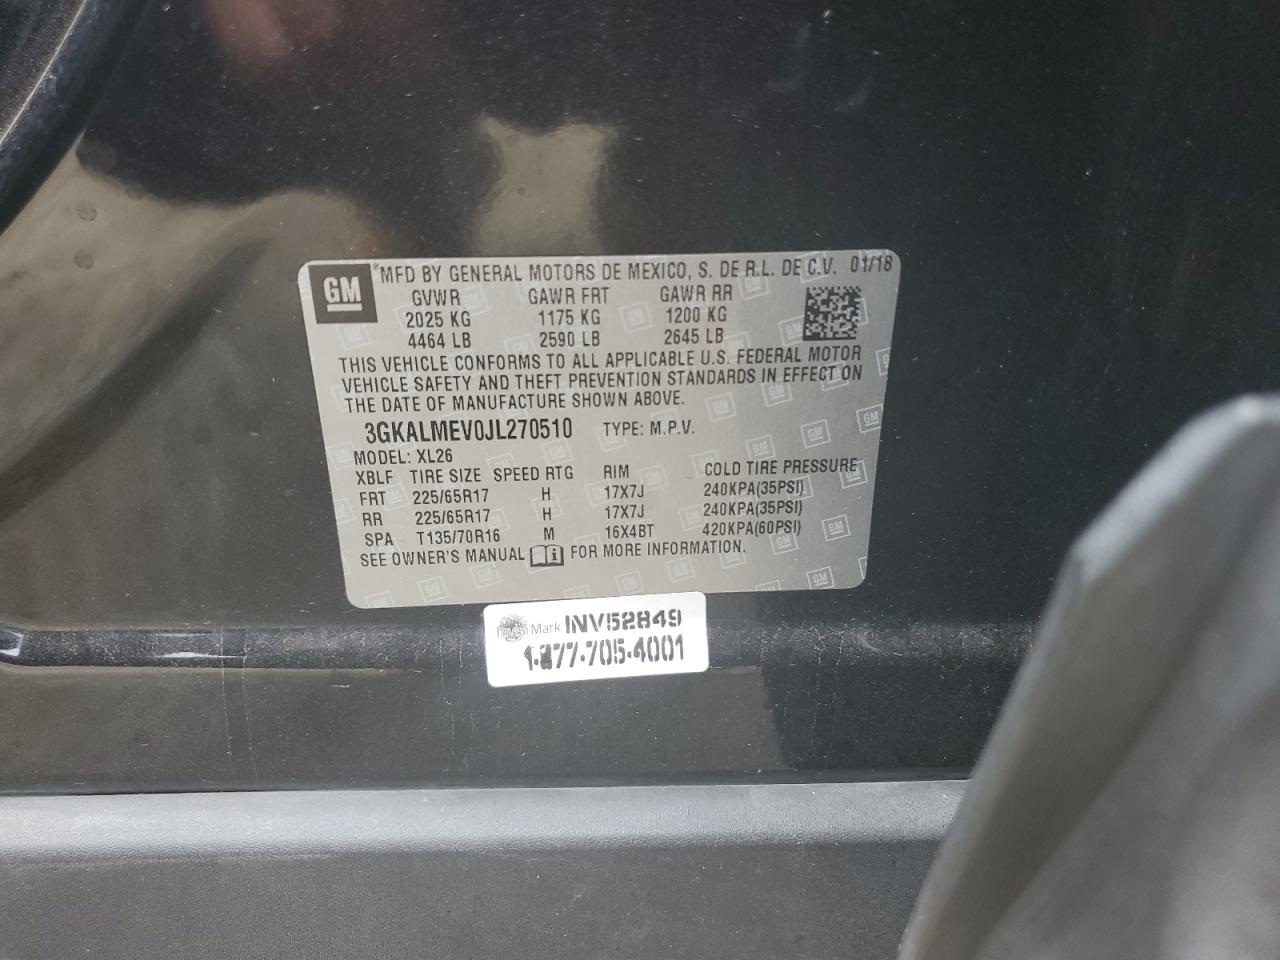 GM
MFD BY GENERAL MOTORS DE MEXICO, S. DE R.L. DE C.V. 01/18
GVWR GAWR FRT GAWR RR
2025 KG 1175 KG 1200 KG
4464 LB 2590 LB 2645 LB
THIS VEHICLE CONFORMS TO ALL APPLICABLE U.S. FEDERAL MOTOR
VEHICLE SAFETY AND THEFT PREVENTION STANDARDS IN EFFECT ON
THE DATE OF MANUFACTURE SHOWN ABOVE.
3GKALMEV0JL270510 TYPE: M.P.V.
MODEL: XL26
XBLF TIRE SIZE SPEED RTG RIM COLD TIRE PRESSURE
FRT 225/65R17 H 17X7J 240KPA(35PSI)
RR 225/65R17 H 17X7J 240KPA(35PSI)
SPA T135/70R16 M 16X4BT 420KPA(60PSI)
SEE OWNER'S MANUAL FOR MORE INFORMATION.
Mark INV52849
1-877-705-4001